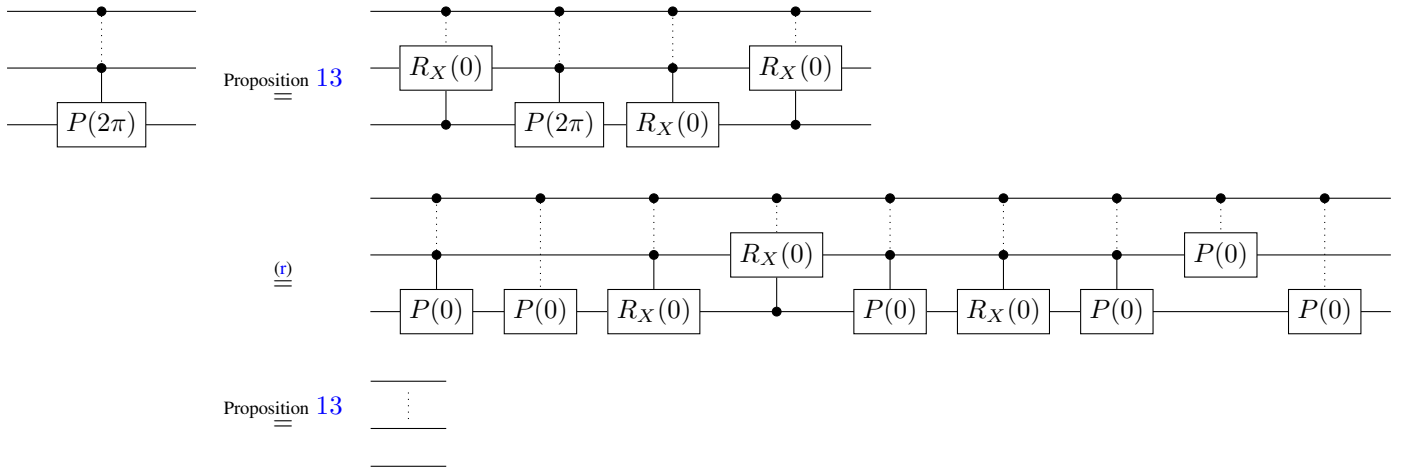 R_X(0) R_X(0)
Proposition 13
=
P(2π) P(2π) R_X(0)
R_X(0) P(0)
(r)
=
P(0) P(0) R_X(0) P(0) R_X(0) P(0) P(0)
Proposition 13
=